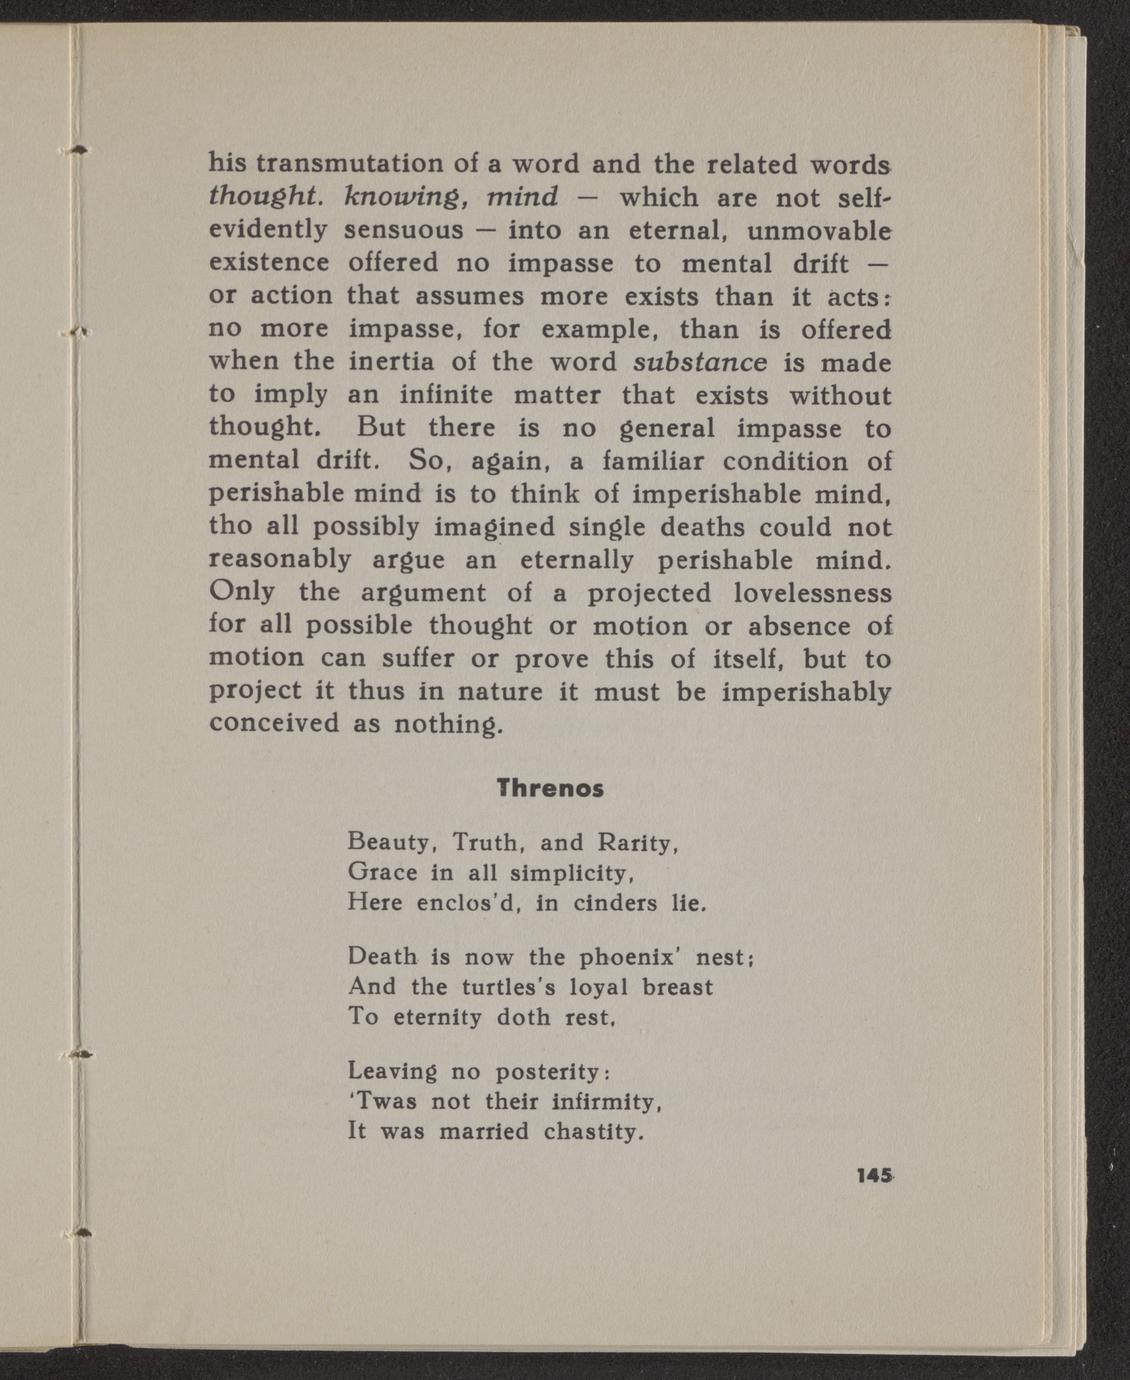 his transmutation of a word and the related words
thought. knowing, mind — which are not self-
evidently sensuous — into an eternal, unmovable
existence offered no impasse to mental drift —
or action that assumes more exists than it acts:
no more impasse, for example, than is offered
when the inertia of the word substance is made
to imply an infinite matter that exists without
thought. But there is no general impasse to
mental drift. So, again, a familiar condition of
perishable mind is to think of imperishable mind,
tho all possibly imagined single deaths could not
reasonably argue an eternally perishable mind.
Only the argument of a projected lovelessness
for all possible thought or motion or absence of
motion can suffer or prove this of itself, but to
project it thus in nature it must be imperishably
conceived as nothing.
Threnos
Beauty, Truth, and Rarity,
Grace in all simplicity,
Here enclos'd, in cinders lie.
Death is now the phoenix' nest;
And the turtles's loyal breast
To eternity doth rest,
Leaving no posterity:
'Twas not their infirmity,
It was married chastity.
145